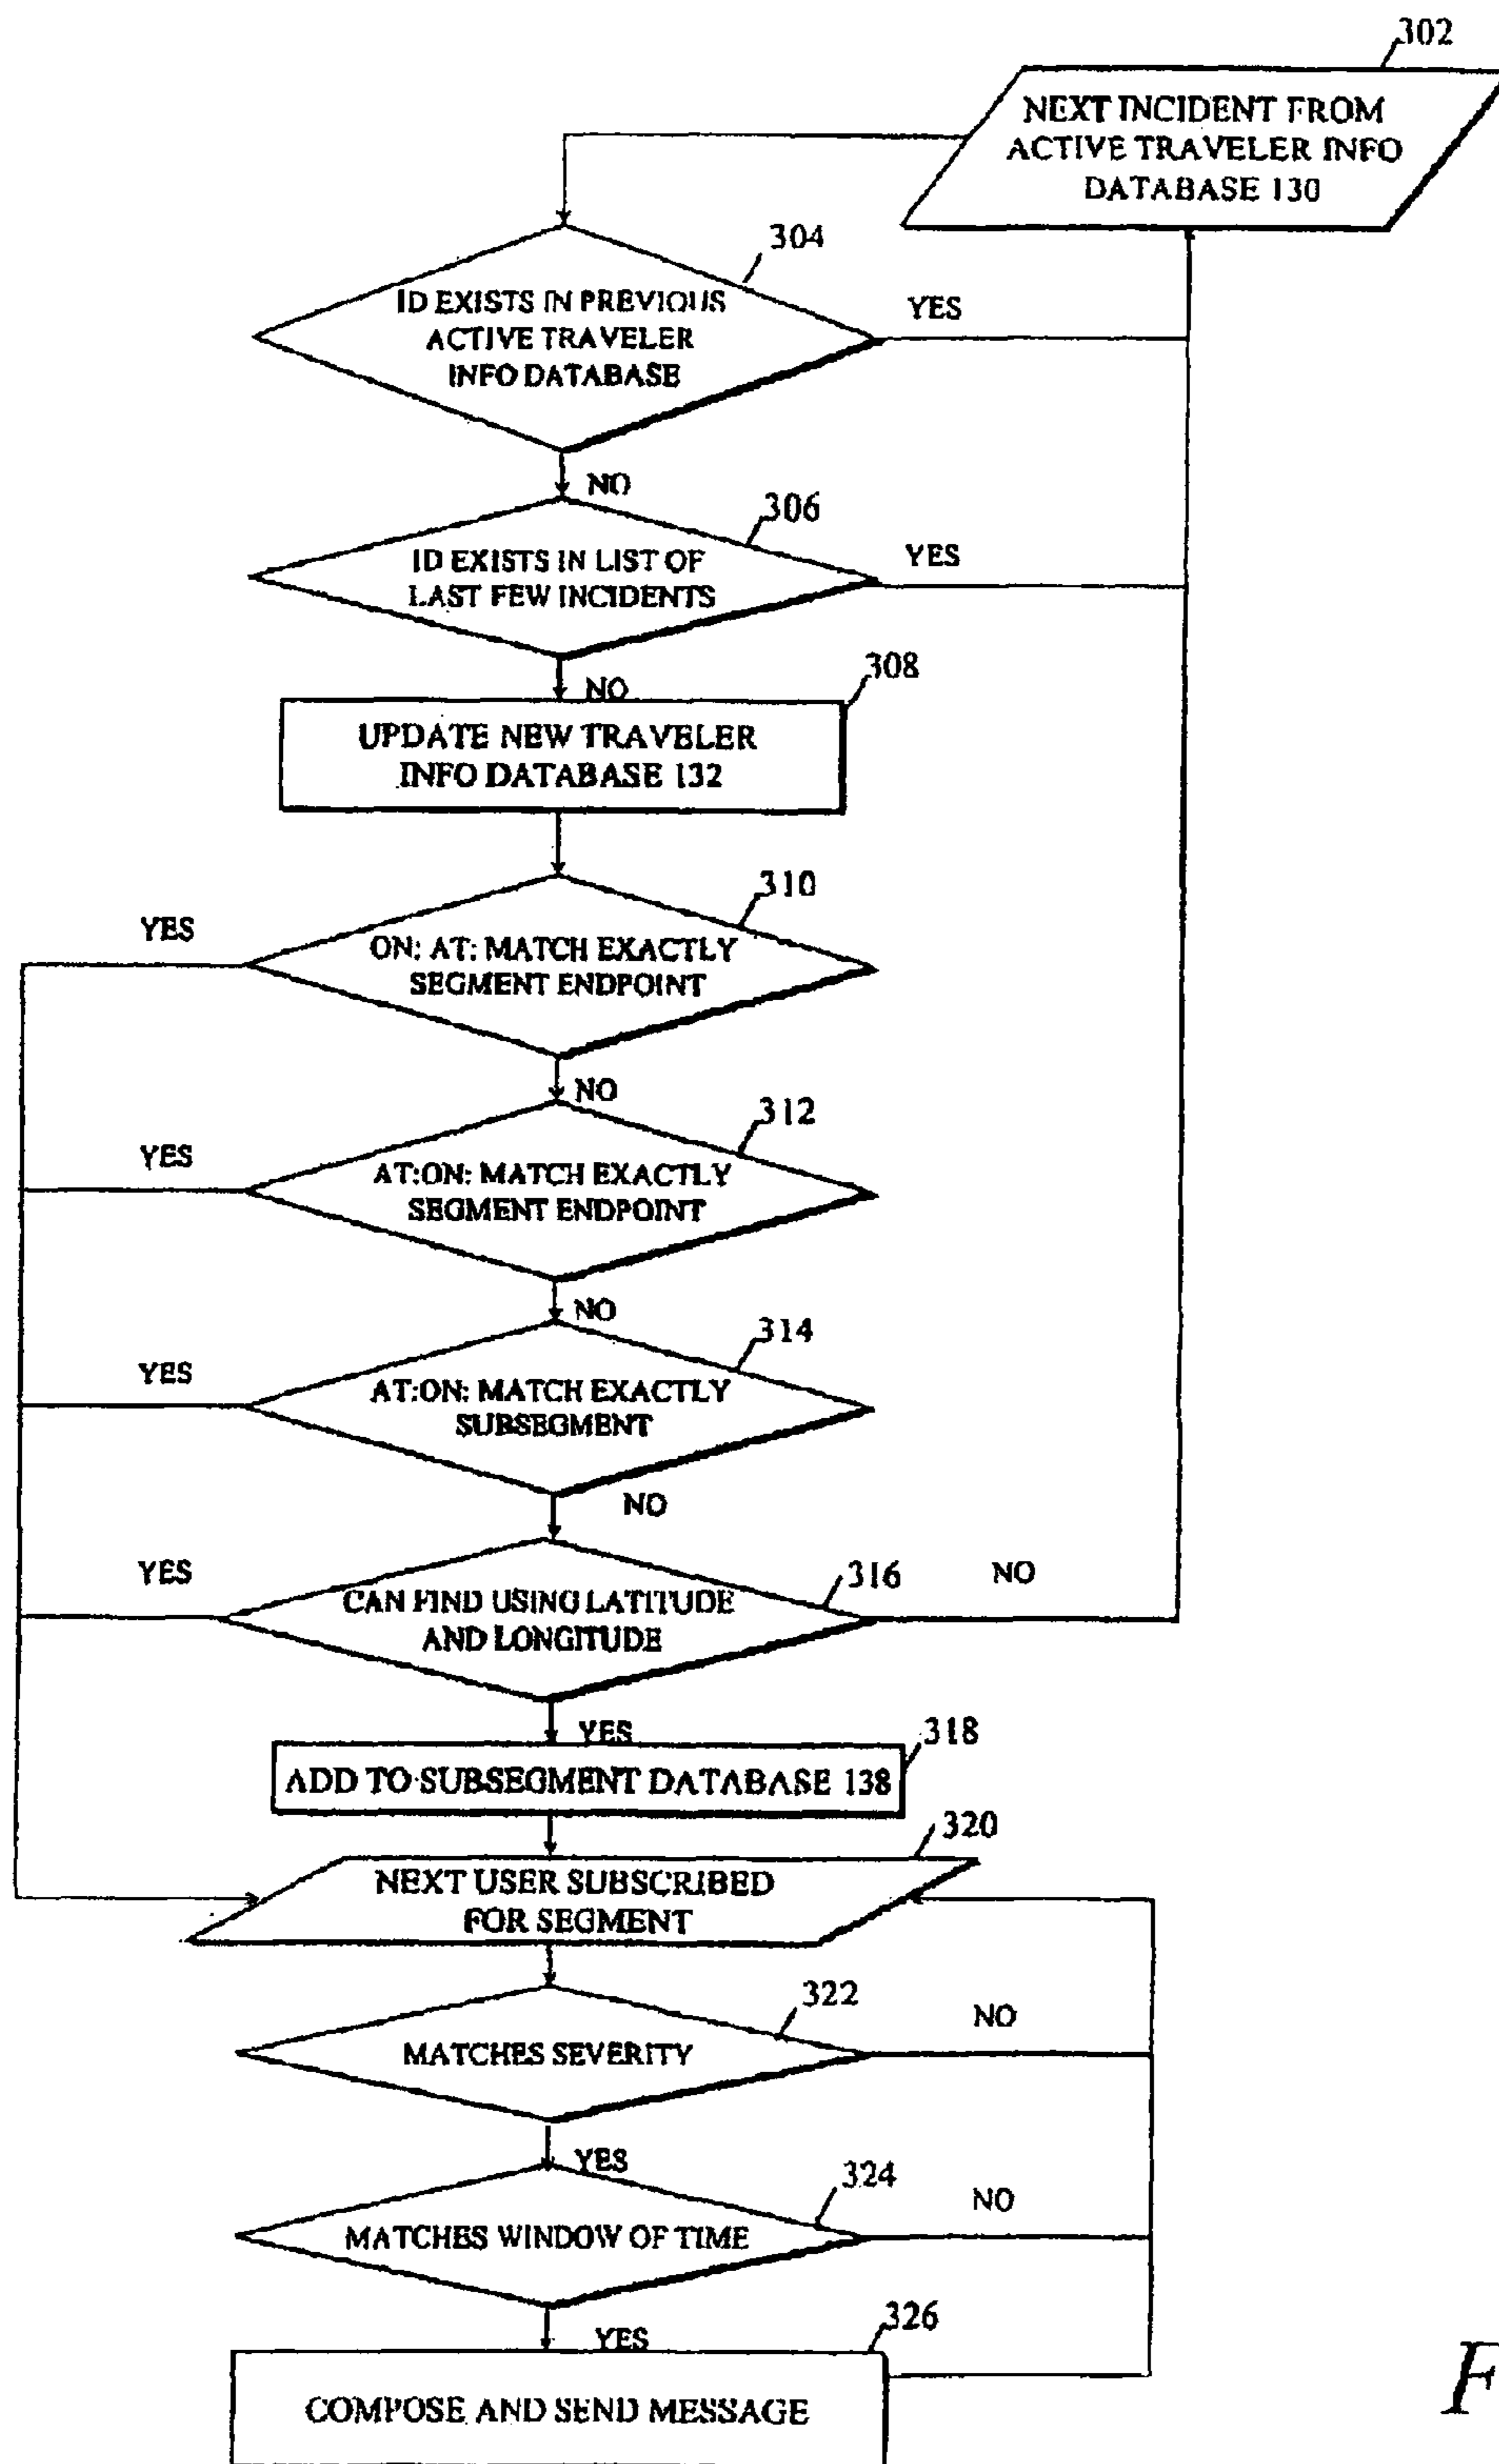 302
NEXT INCIDENT FROM
ACTIVE TRAVELER INFO
DATABASE 130
304
ID EXISTS IN PREVIOUS
ACTIVE TRAVELER
INFO DATABASE
YES
NO
306
ID EXISTS IN LIST OF
LAST FEW INCIDENTS
YES
NO
308
UPDATE NEW TRAVELER
INFO DATABASE 132
310
YES
ON: AT: MATCH EXACTLY
SEGMENT ENDPOINT
NO
312
YES
AT:ON: MATCH EXACTLY
SEGMENT ENDPOINT
NO
314
YES
AT:ON: MATCH EXACTLY
SUBSEGMENT
NO
YES
316
NO
CAN FIND USING LATITUDE
AND LONGITUDE
YES
318
ADD TO SUBSEGMENT DATABASE 138
320
NEXT USER SUBSCRIBED
FOR SEGMENT
322
NO
MATCHES SEVERITY
YES
324
NO
MATCHES WINDOW OF TIME
YES
326
COMPOSE AND SEND MESSAGE
F